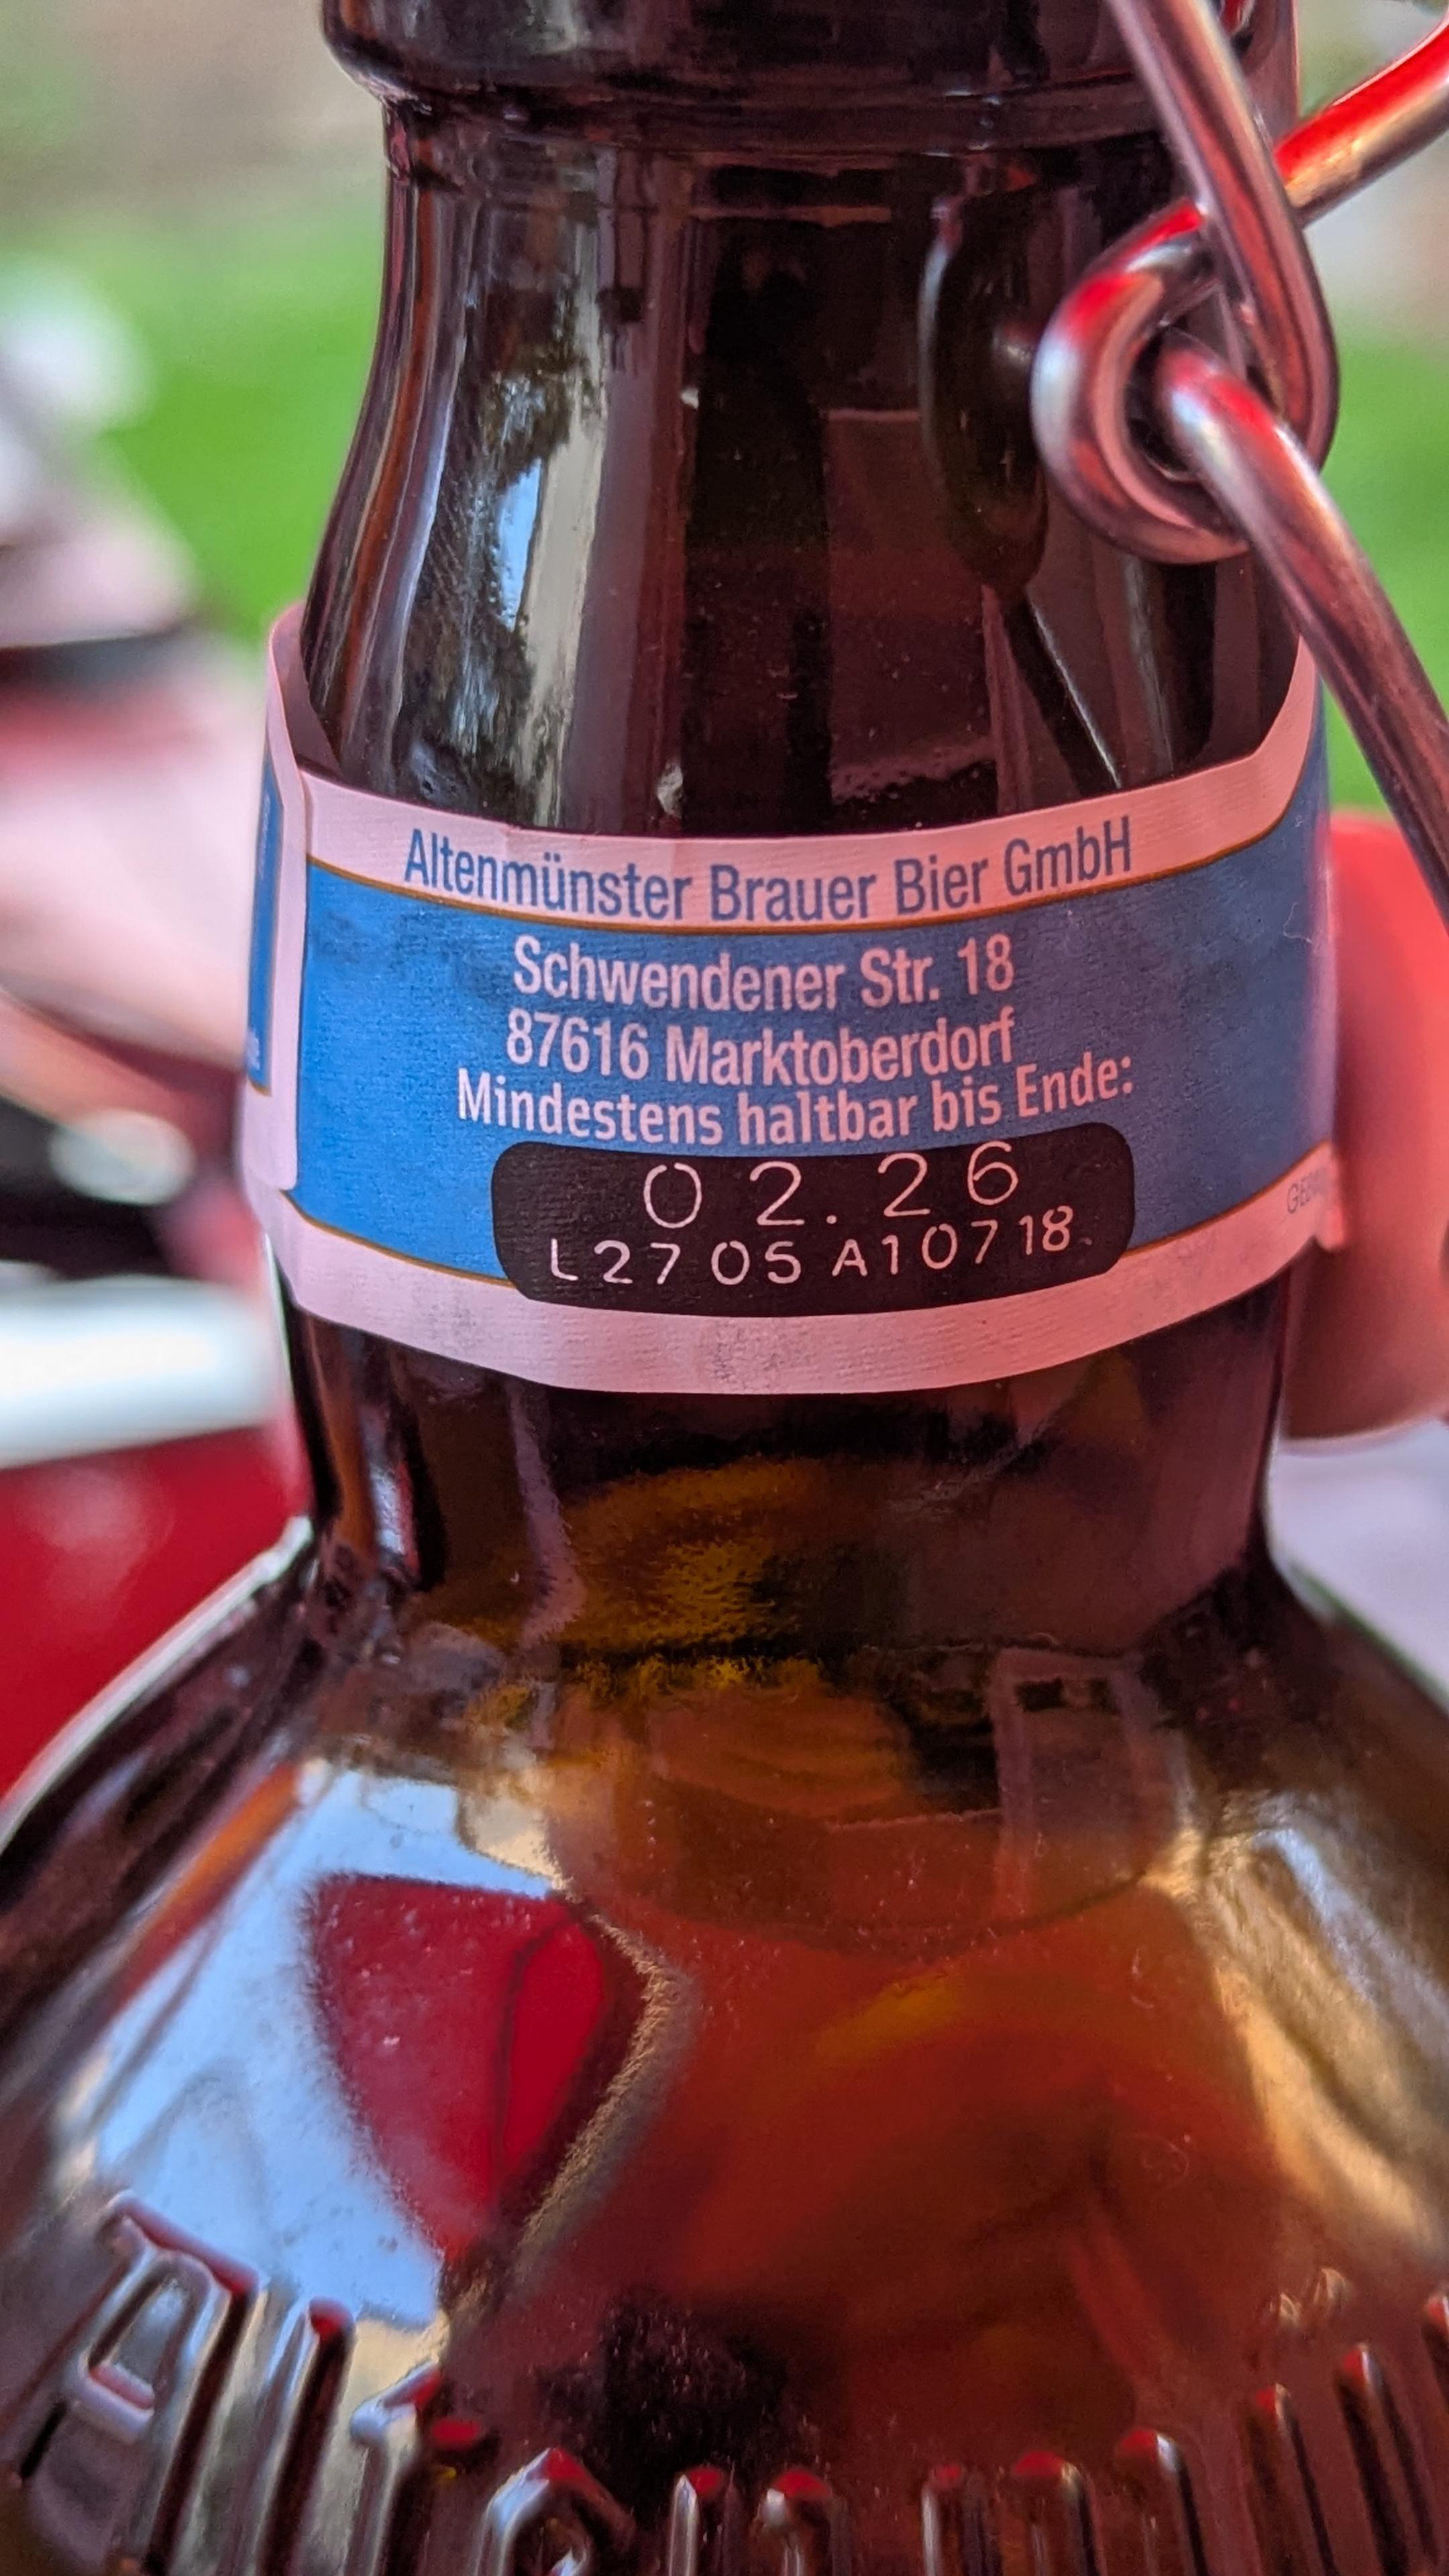 Altenmünster Brauer Bier GmbH
Schwendener Str. 18
87616 Marktoberdorf
Mindestens haltbar bis Ende:
02.26
L2705 A10718